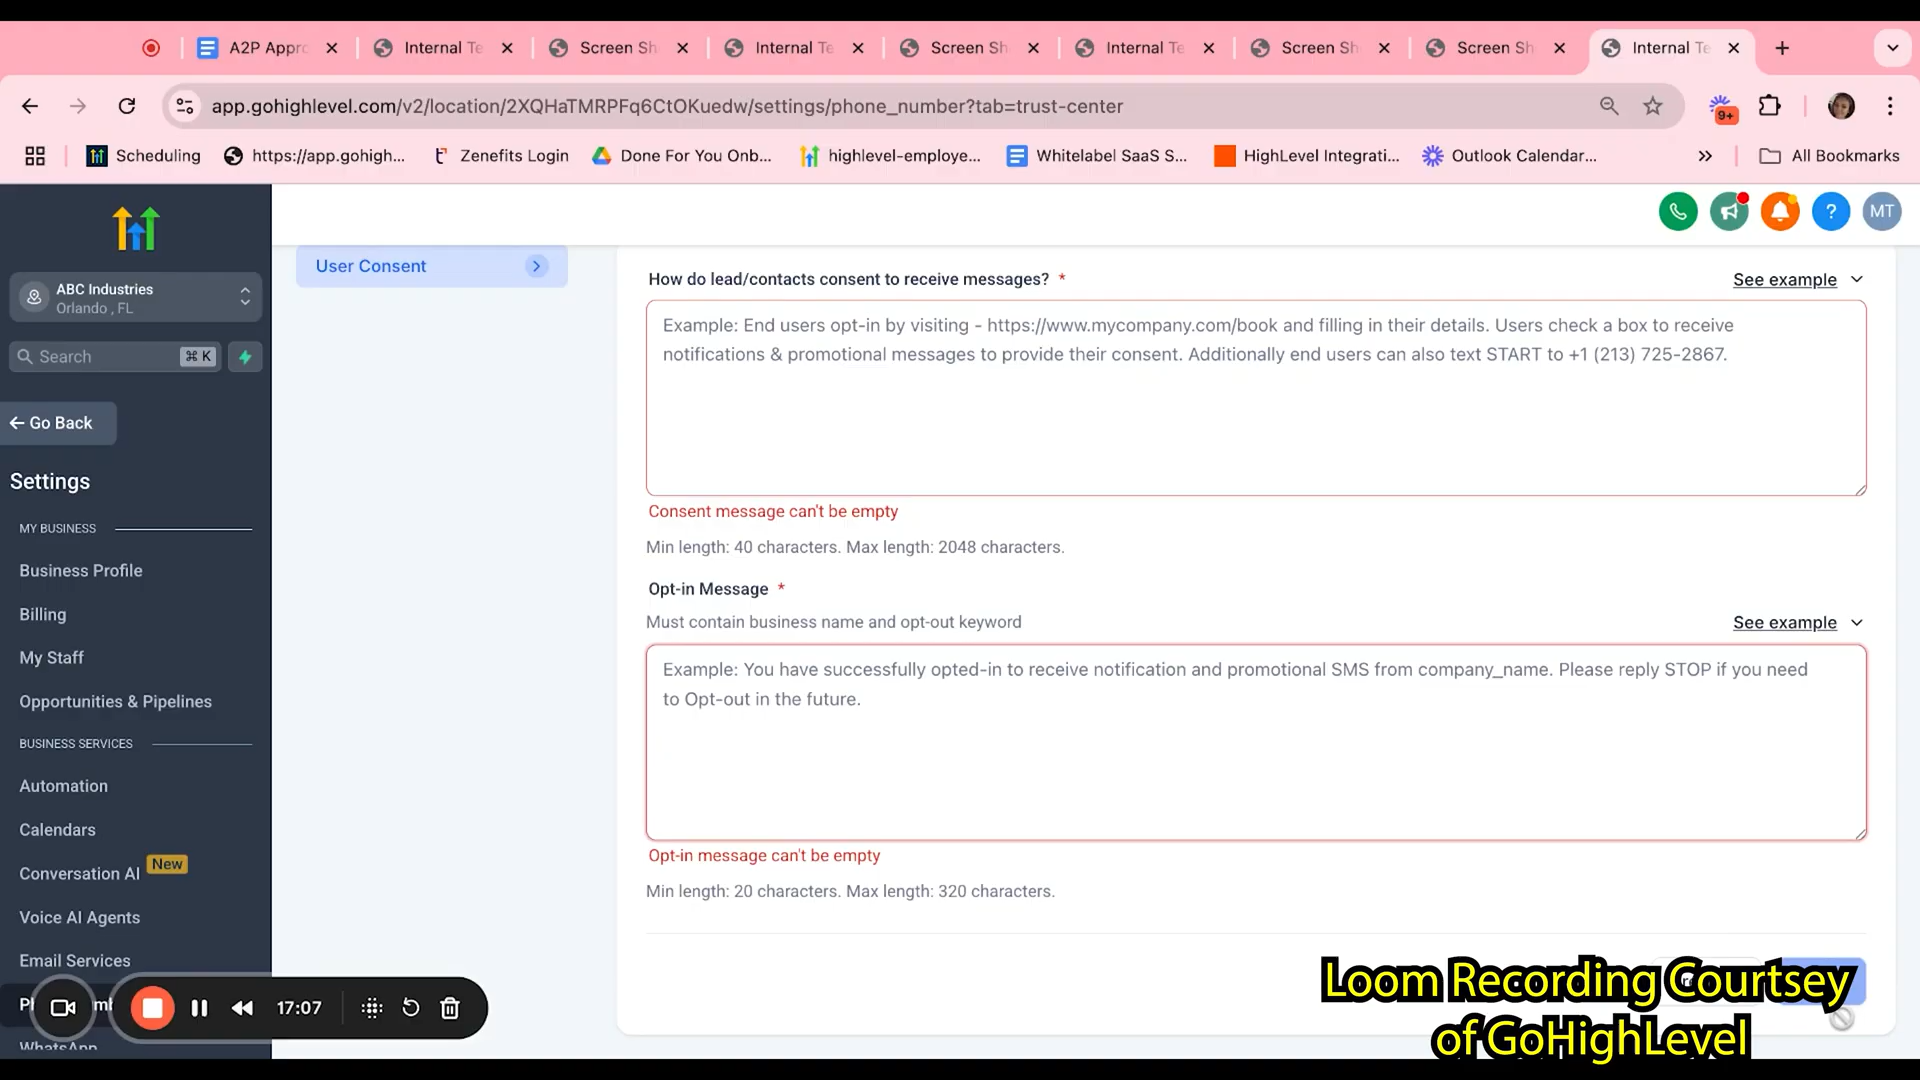 A2P Appro
Internal Te
Screen Sh
Internal Te
Screen Sh
Internal Te
Screen Sh
Screen Sh
Internal Te
app.gohighlevel.com/v2/location/2XQHaTMRPFq6CtOKuedw/settings/phone_number?tab=trust-center
9+
Scheduling
https://app.gohigh...
Zenefits Login
Done For You Onb...
highlevel-employe...
Whitelabel SaaS S...
HighLevel Integrati...
Outlook Calendar...
All Bookmarks
MT
ABC Industries
Orlando , FL
Search
⌘ K
Go Back
Settings
MY BUSINESS
Business Profile
Billing
My Staff
Opportunities & Pipelines
BUSINESS SERVICES
Automation
Calendars
Conversation AI New
Voice AI Agents
Email Services
WhatsApp
17:07
User Consent
How do lead/contacts consent to receive messages? *
See example
Example: End users opt-in by visiting - https://www.mycompany.com/book and filling in their details. Users check a box to receive
notifications & promotional messages to provide their consent. Additionally end users can also text START to +1 (213) 725-2867.
Consent message can't be empty
Min length: 40 characters. Max length: 2048 characters.
Opt-in Message *
Must contain business name and opt-out keyword
See example
Example: You have successfully opted-in to receive notification and promotional SMS from company_name. Please reply STOP if you need
to Opt-out in the future.
Opt-in message can't be empty
Min length: 20 characters. Max length: 320 characters.
Loom Recording Courtsey
of GoHighLevel